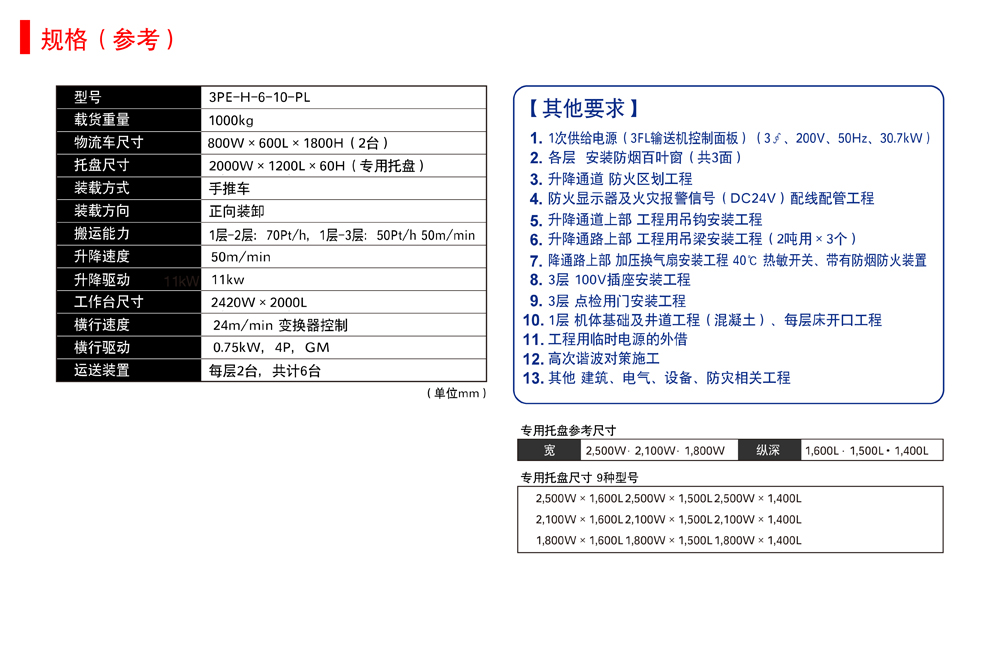 规格（参考）
型号 3PE-H-6-10-PL
载货重量 1000kg
物流车尺寸 800W × 600L × 1800H（2台）
托盘尺寸 2000W × 1200L × 60H（专用托盘）
装载方式 手推车
装载方向 正向装卸
搬运能力 1层-2层：70Pt/h，1层-3层：50Pt/h 50m/min
升降速度 50m/min
升降驱动 11kW 11kw
工作台尺寸 2420W × 2000L
横行速度 24m/min 变换器控制
横行驱动 0.75kW，4P，GM
运送装置 每层2台，共计6台
（单位mm）
【其他要求】
1. 1次供给电源（3FL输送机控制面板）（3∮、200V、50Hz、30.7kW）
2. 各层 安装防烟百叶窗（共3面）
3. 升降通道 防火区划工程
4. 防火显示器及火灾报警信号（DC24V）配线配管工程
5. 升降通道上部 工程用吊钩安装工程
6. 升降通路上部 工程用吊梁安装工程（2吨用×3个）
7. 降通路上部 加压换气扇安装工程 40℃ 热敏开关、带有防烟防火装置
8. 3层 100V插座安装工程
9. 3层 点检用门安装工程
10. 1层 机体基础及井道工程（混凝土）、每层床开口工程
11. 工程用临时电源的外借
12. 高次谐波对策施工
13. 其他 建筑、电气、设备、防灾相关工程
专用托盘参考尺寸
宽 2,500W· 2,100W· 1,800W 纵深 1,600L · 1,500L · 1,400L
专用托盘尺寸 9种型号
2,500W × 1,600L 2,500W × 1,500L 2,500W × 1,400L
2,100W × 1,600L 2,100W × 1,500L 2,100W × 1,400L
1,800W × 1,600L 1,800W × 1,500L 1,800W × 1,400L